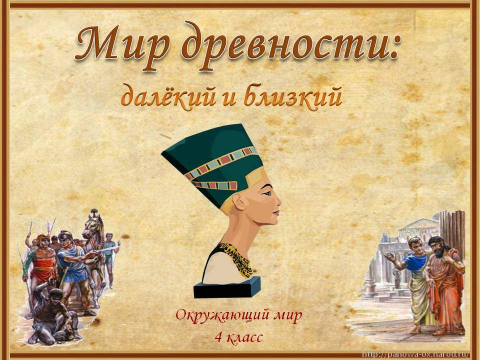 Мир древности:
далёкий и близкий
Окружающий мир
4 класс